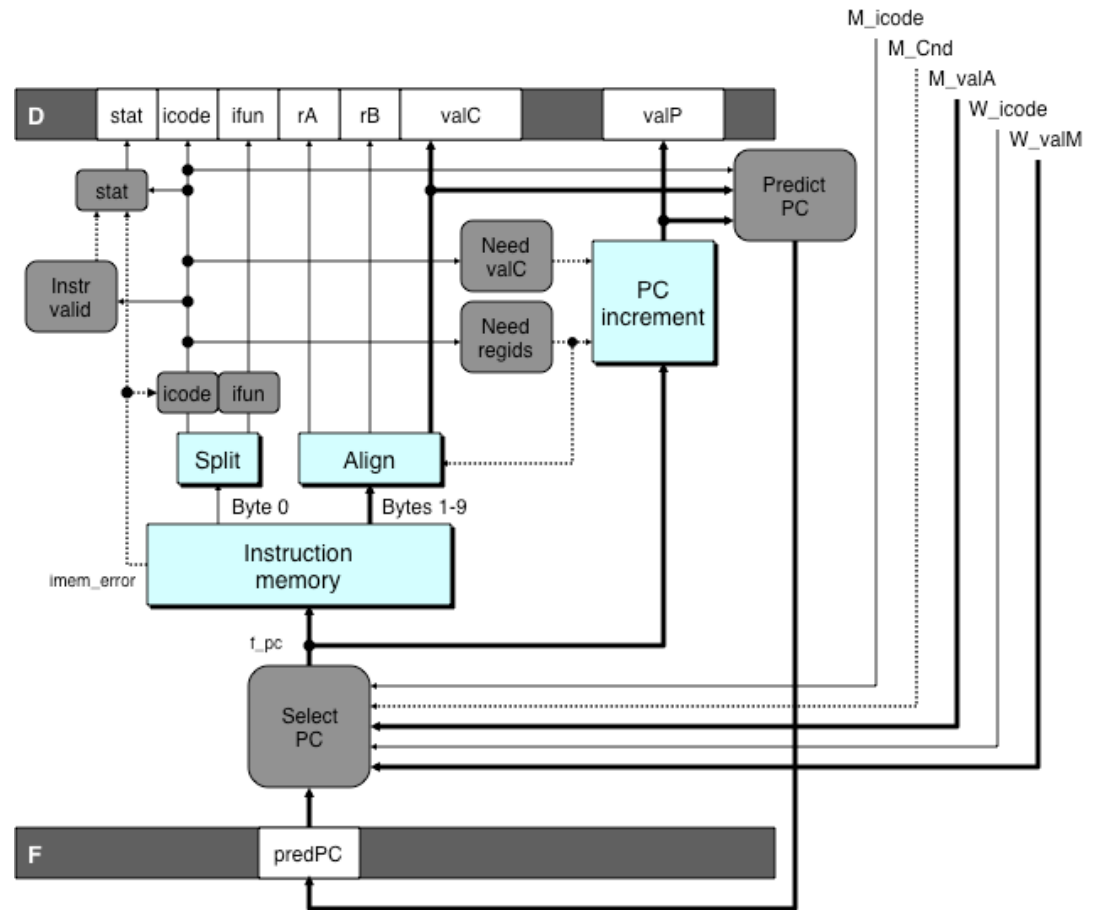 M_icode
M_Cnd
M_valA
W_icode
W_valM
D
stat
icode
ifun
rA
rB
valC
valP
stat
Predict
PC
Need
valC
Instr
valid
PC
increment
Need
regids
icode
ifun
Split
Align
Byte 0
Bytes 1-9
Instruction
memory
imem_error
f_pc
Select
PC
F
predPC